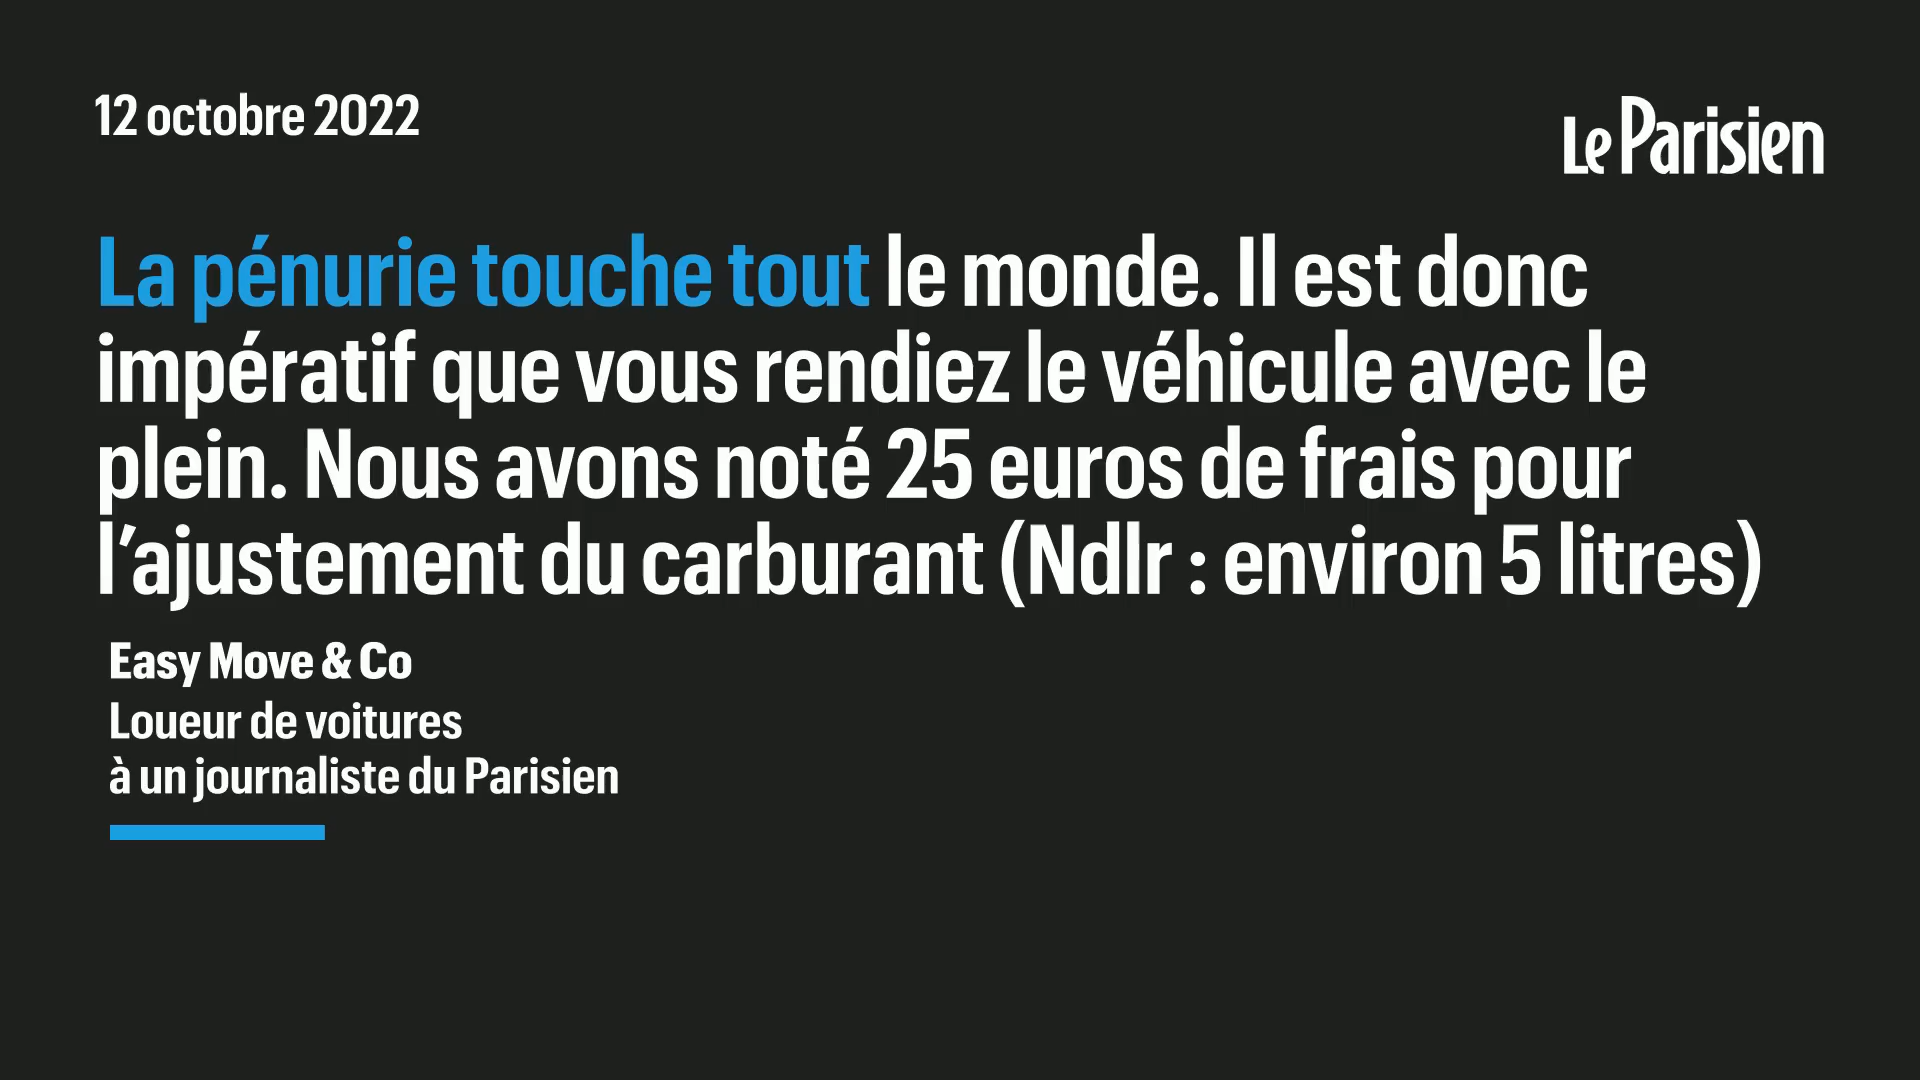 12 octobre 2022
Le Parisien
La pénurie touche tout le monde. Il est donc
impératif que vous rendiez le véhicule avec le
plein. Nous avons noté 25 euros de frais pour
l’ajustement du carburant (Ndlr : environ 5 litres)
Easy Move & Co
Loueur de voitures
à un journaliste du Parisien